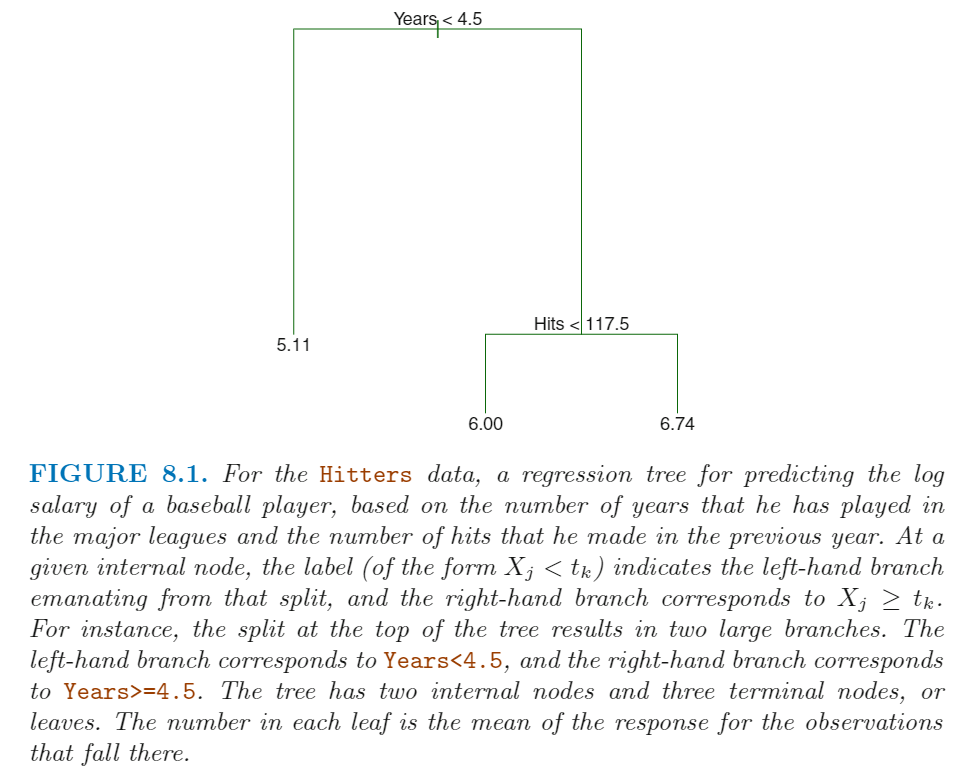 Years < 4.5
Hits < 117.5
5.11
6.00
6.74
FIGURE 8.1. For the Hitters data, a regression tree for predicting the log
salary of a baseball player, based on the number of years that he has played in
the major leagues and the number of hits that he made in the previous year. At a
given internal node, the label (of the form Xj < tk) indicates the left-hand branch
emanating from that split, and the right-hand branch corresponds to Xj ≥ tk.
For instance, the split at the top of the tree results in two large branches. The
left-hand branch corresponds to Years<4.5, and the right-hand branch corresponds
to Years>=4.5. The tree has two internal nodes and three terminal nodes, or
leaves. The number in each leaf is the mean of the response for the observations
that fall there.